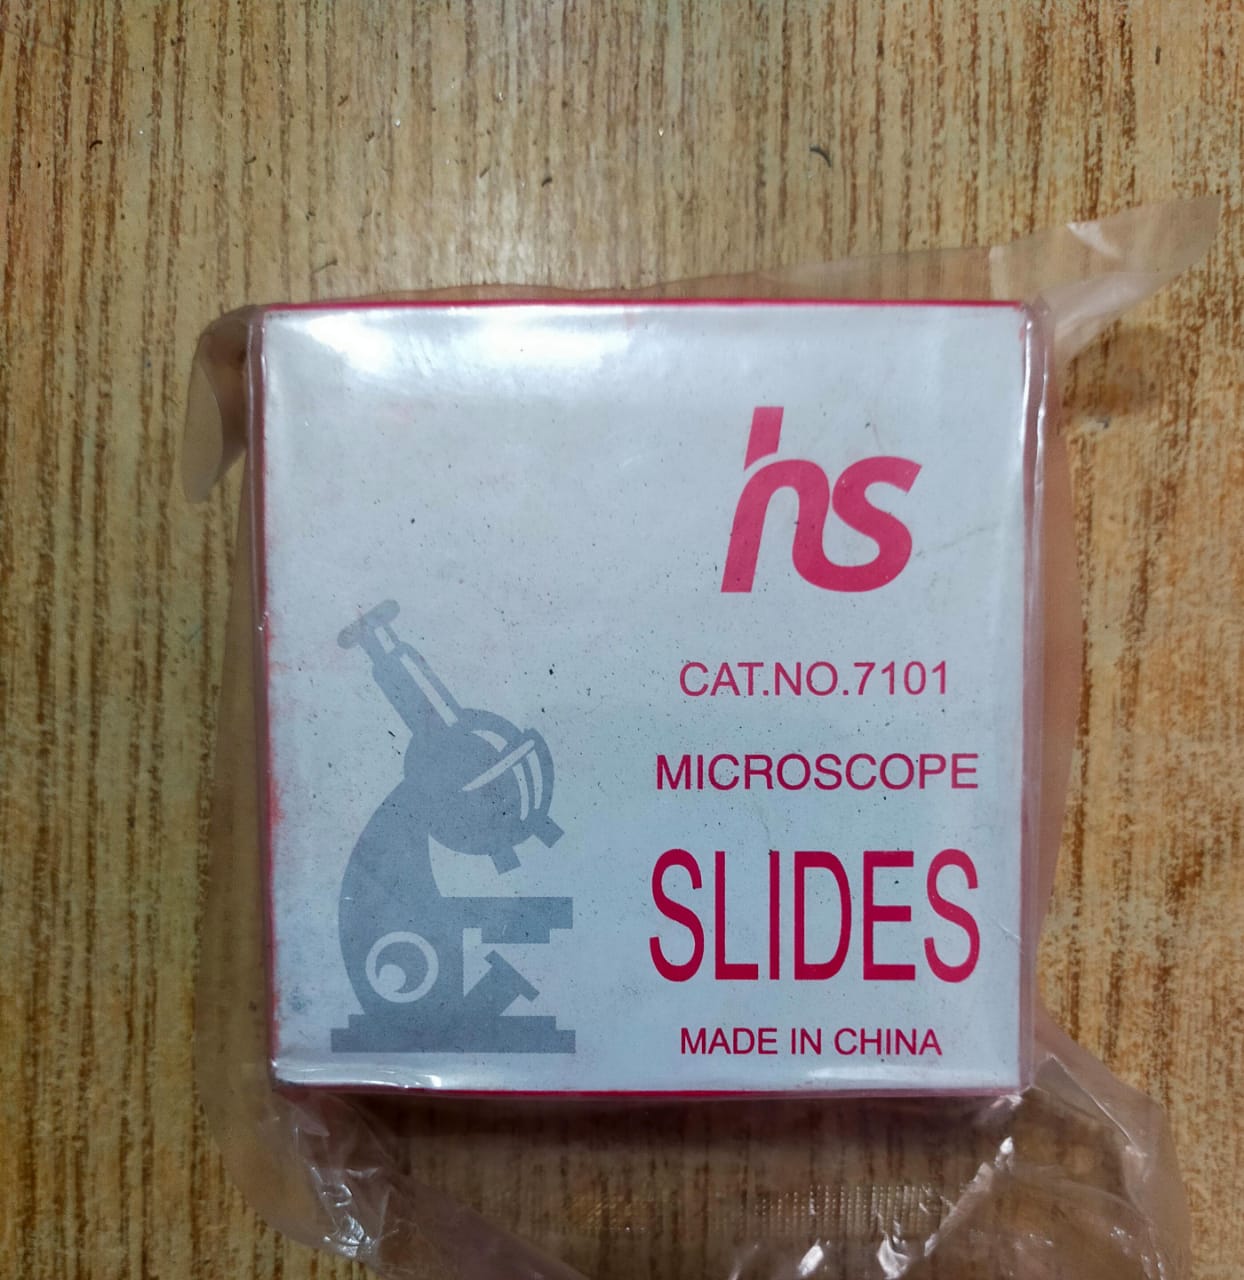 hs
CAT.NO.7101
MICROSCOPE
SLIDES
MADE IN CHINA